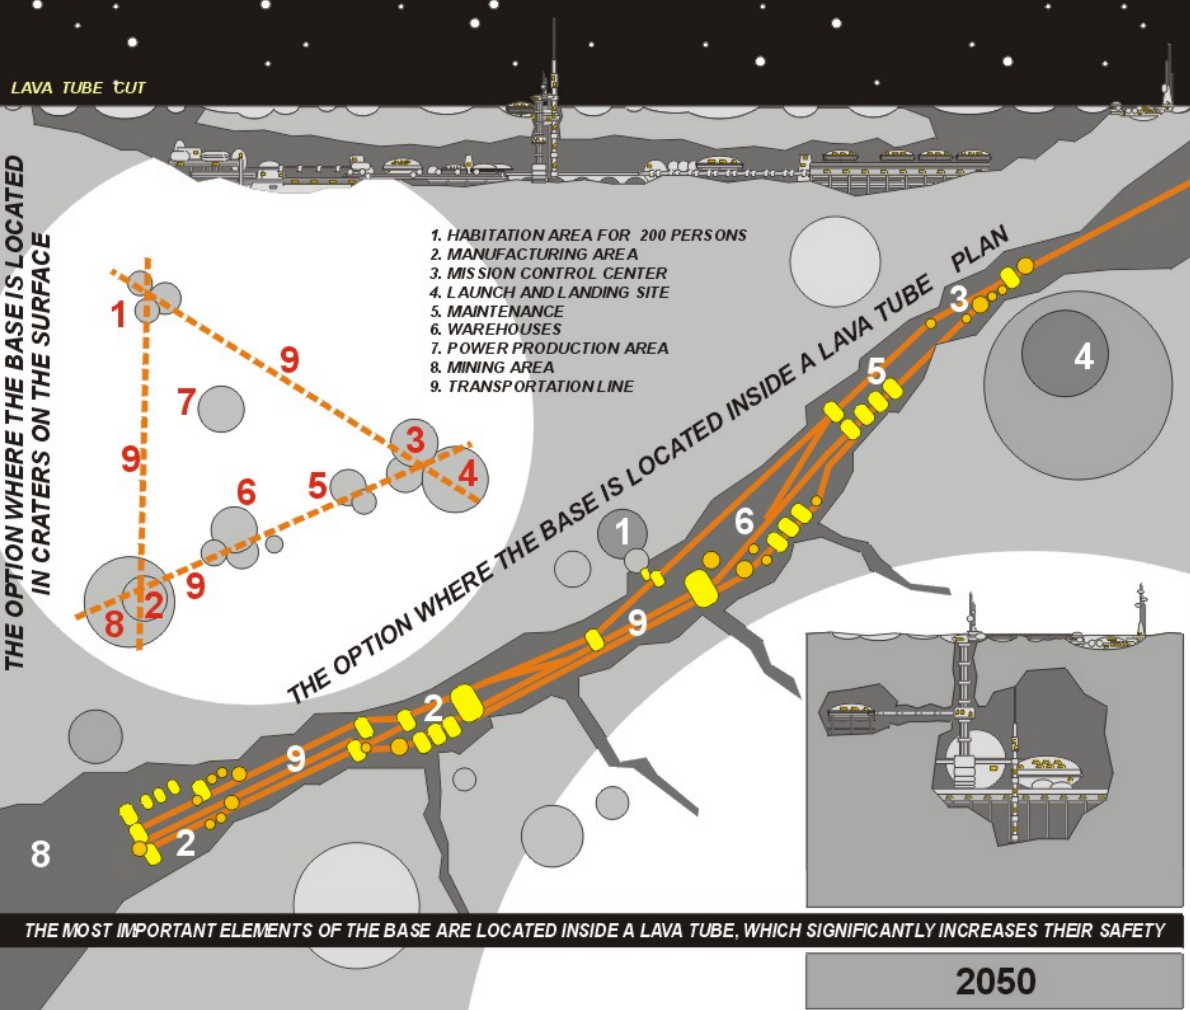 LAVA TUBE CUT
THE OPTION WHERE THE BASE IS LOCATED
IN CRATERS ON THE SURFACE
1. HABITATION AREA FOR 200 PERSONS
2. MANUFACTURING AREA
3. MISSION CONTROL CENTER
4. LAUNCH AND LANDING SITE
5. MAINTENANCE
6. WAREHOUSES
7. POWER PRODUCTION AREA
8. MINING AREA
9. TRANSPORTATION LINE
1
9
7
9
3
4
5
6
9
2
8
THE OPTION WHERE THE BASE IS LOCATED INSIDE A LAVA TUBE PLAN
3
4
5
6
1
9
2
9
2
8
THE MOST IMPORTANT ELEMENTS OF THE BASE ARE LOCATED INSIDE A LAVA TUBE, WHICH SIGNIFICANTLY INCREASES THEIR SAFETY
2050